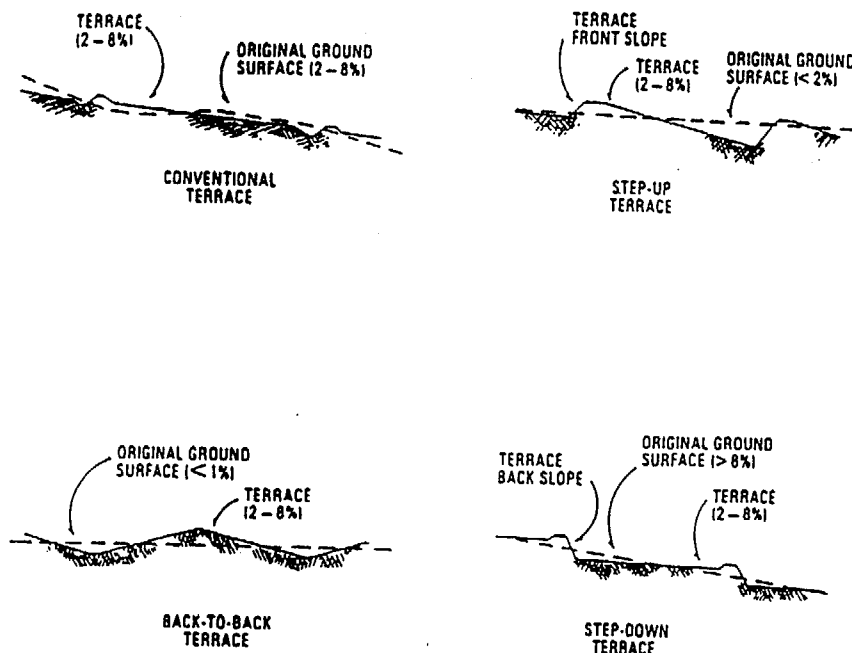 TERRACE
(2–8%)
ORIGINAL GROUND
SURFACE (2–8%)
CONVENTIONAL
TERRACE
TERRACE
FRONT SLOPE
TERRACE
(2–8%)
ORIGINAL GROUND
SURFACE (<2%)
STEP-UP
TERRACE
ORIGINAL GROUND
SURFACE (<1%)
TERRACE
(2–8%)
BACK-TO-BACK
TERRACE
TERRACE
BACK SLOPE
ORIGINAL GROUND
SURFACE (>8%)
TERRACE
(2–8%)
STEP-DOWN
TERRACE